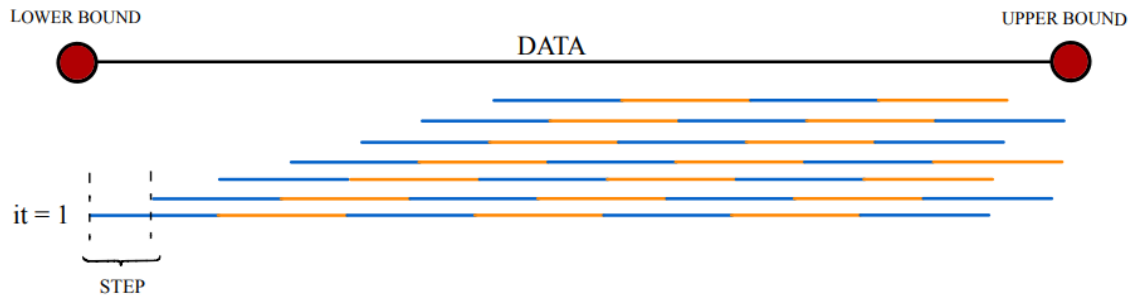 LOWER BOUND
UPPER BOUND
DATA
it = 1
STEP